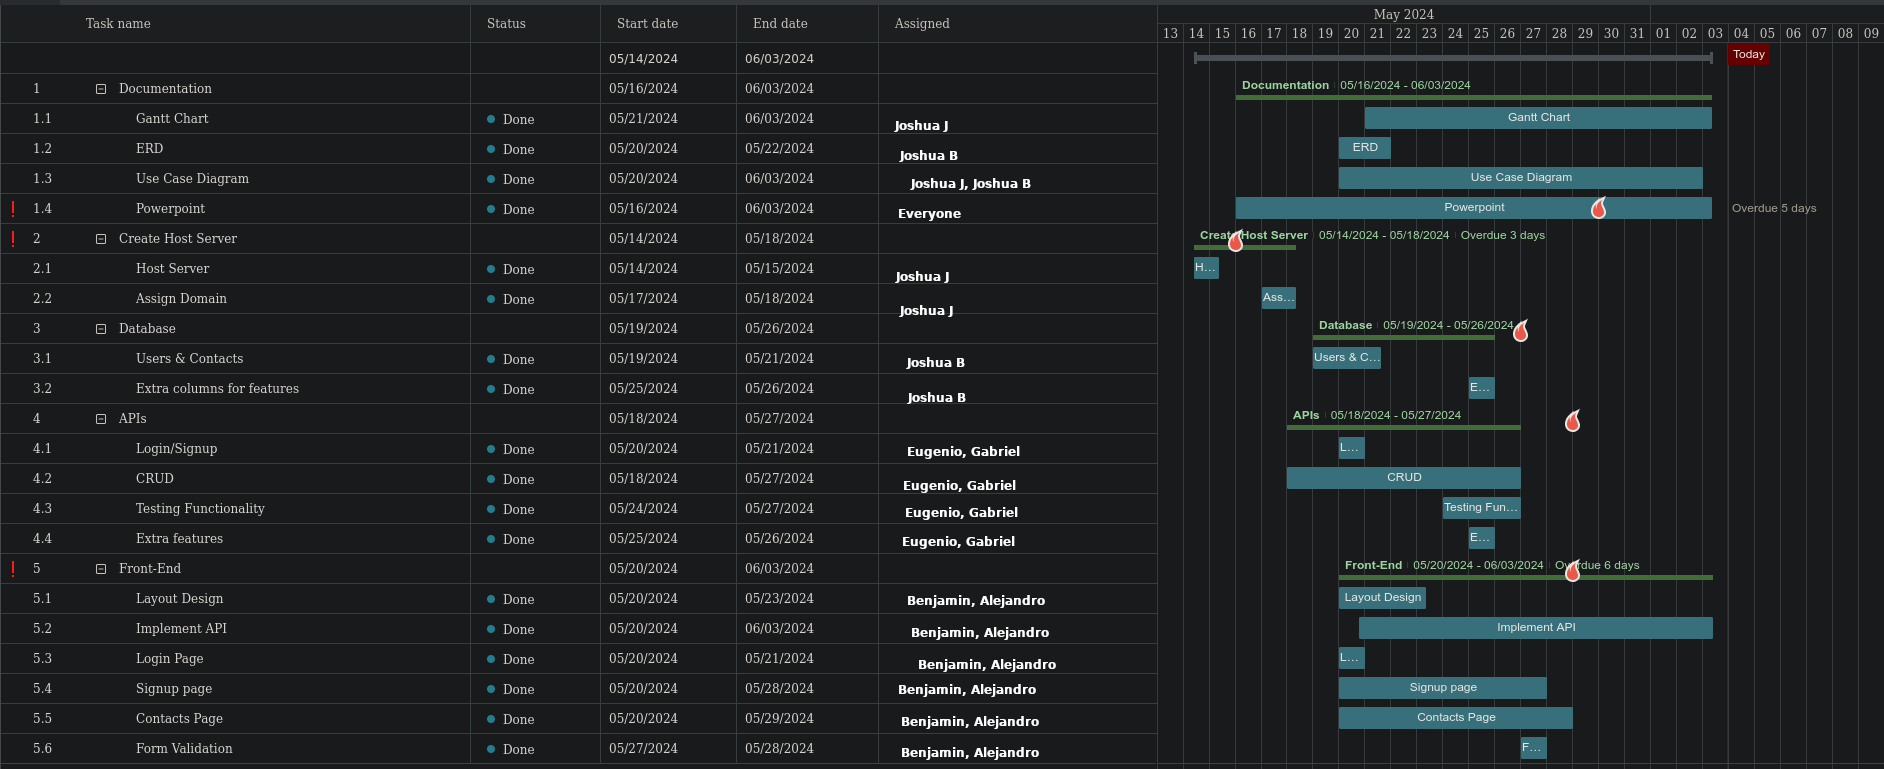 Task name Status Start date End date Assigned May 2024
13 14 15 16 17 18 19 20 21 22 23 24 25 26 27 28 29 30 31 01 02 03 04 05 06 07 08 09
05/14/2024 06/03/2024 Today
1 Documentation 05/16/2024 06/03/2024 Documentation 05/16/2024 - 06/03/2024
1.1 Gantt Chart Done 05/21/2024 06/03/2024 Joshua J Gantt Chart
1.2 ERD Done 05/20/2024 05/22/2024 Joshua B ERD
1.3 Use Case Diagram Done 05/20/2024 06/03/2024 Joshua J, Joshua B Use Case Diagram
1.4 Powerpoint Done 05/16/2024 06/03/2024 Everyone Powerpoint Overdue 5 days
2 Create Host Server 05/14/2024 05/18/2024 Create Host Server 05/14/2024 - 05/18/2024 Overdue 3 days
2.1 Host Server Done 05/14/2024 05/15/2024 Joshua J H...
2.2 Assign Domain Done 05/17/2024 05/18/2024 Joshua J Ass...
3 Database 05/19/2024 05/26/2024 Database 05/19/2024 - 05/26/2024
3.1 Users & Contacts Done 05/19/2024 05/21/2024 Joshua B Users & C...
3.2 Extra columns for features Done 05/25/2024 05/26/2024 Joshua B E...
4 APIs 05/18/2024 05/27/2024 APIs 05/18/2024 - 05/27/2024
4.1 Login/Signup Done 05/20/2024 05/21/2024 Eugenio, Gabriel L...
4.2 CRUD Done 05/18/2024 05/27/2024 Eugenio, Gabriel CRUD
4.3 Testing Functionality Done 05/24/2024 05/27/2024 Eugenio, Gabriel Testing Fun...
4.4 Extra features Done 05/25/2024 05/26/2024 Eugenio, Gabriel E...
5 Front-End 05/20/2024 06/03/2024 Front-End 05/20/2024 - 06/03/2024 Overdue 6 days
5.1 Layout Design Done 05/20/2024 05/23/2024 Benjamin, Alejandro Layout Design
5.2 Implement API Done 05/20/2024 06/03/2024 Benjamin, Alejandro Implement API
5.3 Login Page Done 05/20/2024 05/21/2024 Benjamin, Alejandro L...
5.4 Signup page Done 05/20/2024 05/28/2024 Benjamin, Alejandro Signup page
5.5 Contacts Page Done 05/20/2024 05/29/2024 Benjamin, Alejandro Contacts Page
5.6 Form Validation Done 05/27/2024 05/28/2024 Benjamin, Alejandro F...